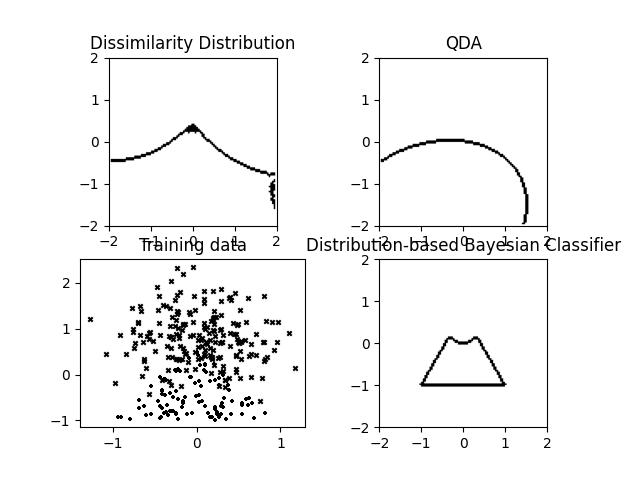 Dissimilarity Distribution
2
1
0
−1
−2
−2 −1 0 1 2
QDA
2
1
0
−1
−2
−2 −1 0 1 2
Training data
2
1
0
−1
−1 0 1
Distribution-based Bayesian Classifier
2
1
0
−1
−2
−2 −1 0 1 2